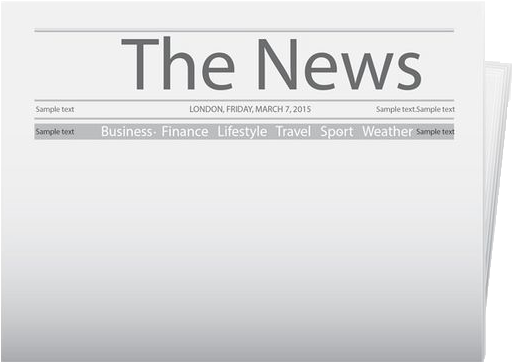 The News
Sample text LONDON, FRIDAY, MARCH 7, 2015 Sample text.Sample text
Sample text Business· Finance Lifestyle Travel Sport Weather Sample text